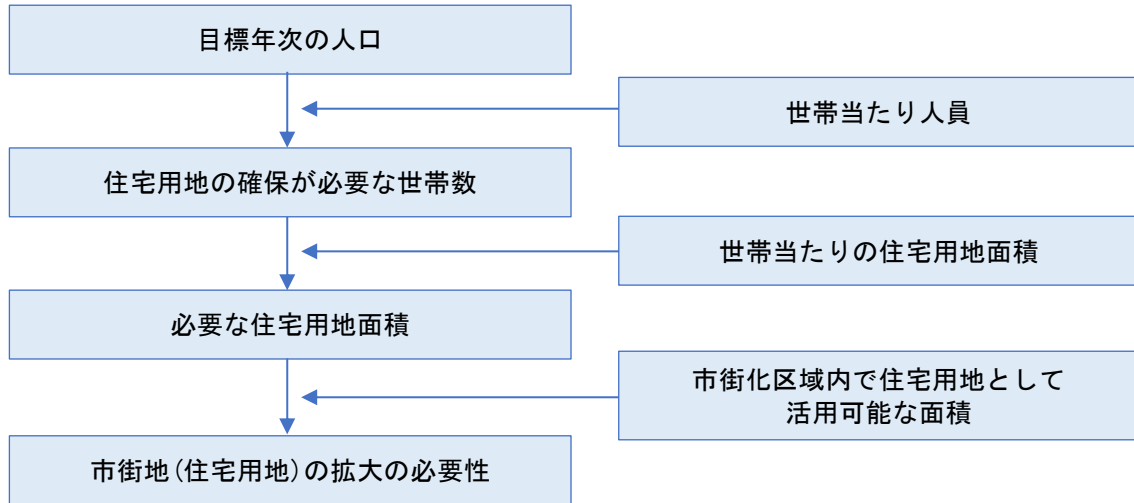 目標年次の人口
世帯当たり人員
住宅用地の確保が必要な世帯数
世帯当たりの住宅用地面積
必要な住宅用地面積
市街化区域内で住宅用地として
活用可能な面積
市街地(住宅用地)の拡大の必要性